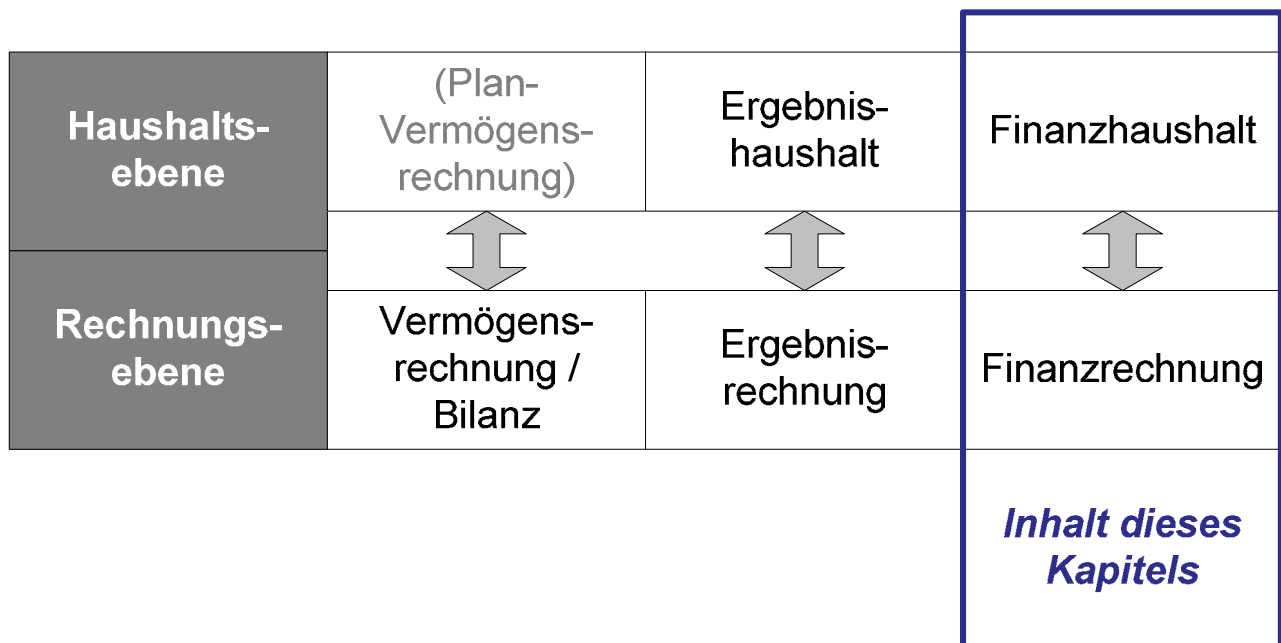 Haushalts-
ebene
(Plan-
Vermögens-
rechnung)
Ergebnis-
haushalt
Finanzhaushalt
Rechnungs-
ebene
Vermögens-
rechnung /
Bilanz
Ergebnis-
rechnung
Finanzrechnung
Inhalt dieses
Kapitels